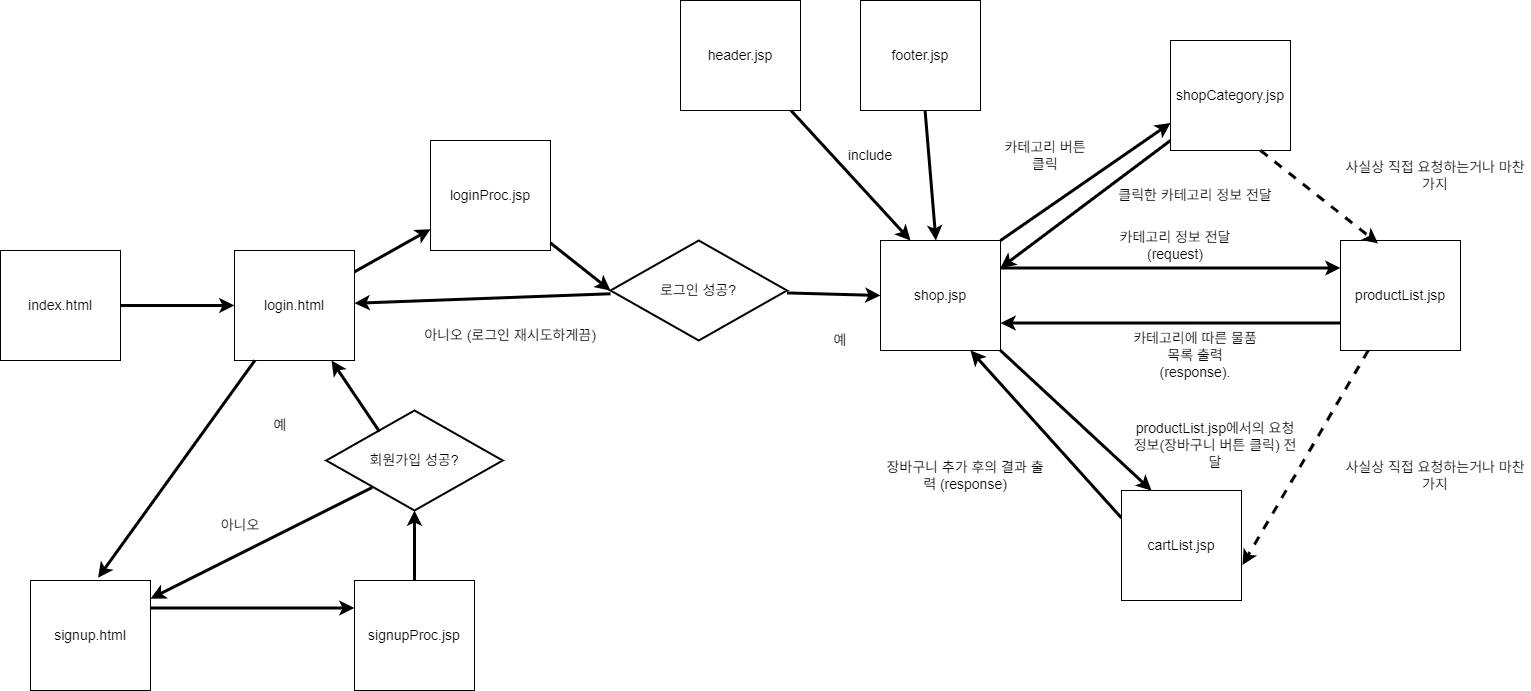 header.jsp
footer.jsp
shopCategory.jsp
include
카테고리 버튼
클릭
사실상 직접 요청하는거나 마찬
가지
loginProc.jsp
클릭한 카테고리 정보 전달
카테고리 정보 전달
(request)
index.html
login.html
로그인 성공?
shop.jsp
productList.jsp
아니오 (로그인 재시도하게끔)
예
카테고리에 따른 물품
목록 출력
(response).
예
회원가입 성공?
productList.jsp에서의 요청
정보(장바구니 버튼 클릭) 전
달
장바구니 추가 후의 결과 출
력 (response)
사실상 직접 요청하는거나 마찬
가지
아니오
cartList.jsp
signup.html
signupProc.jsp